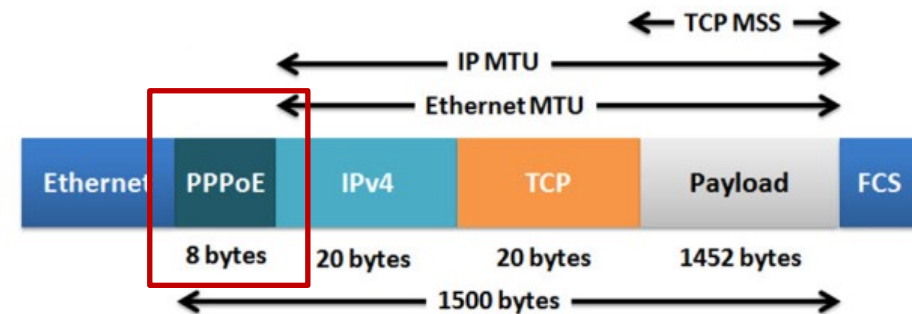 TCP MSS
IP MTU
Ethernet MTU
Ethernet PPPoE IPv4 TCP Payload FCS
8 bytes 20 bytes 20 bytes 1452 bytes
1500 bytes